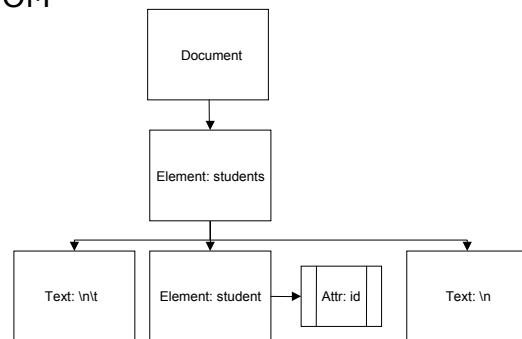 OM
Document
Element: students
Text: \n\t
Element: student
Attr: id
Text: \n